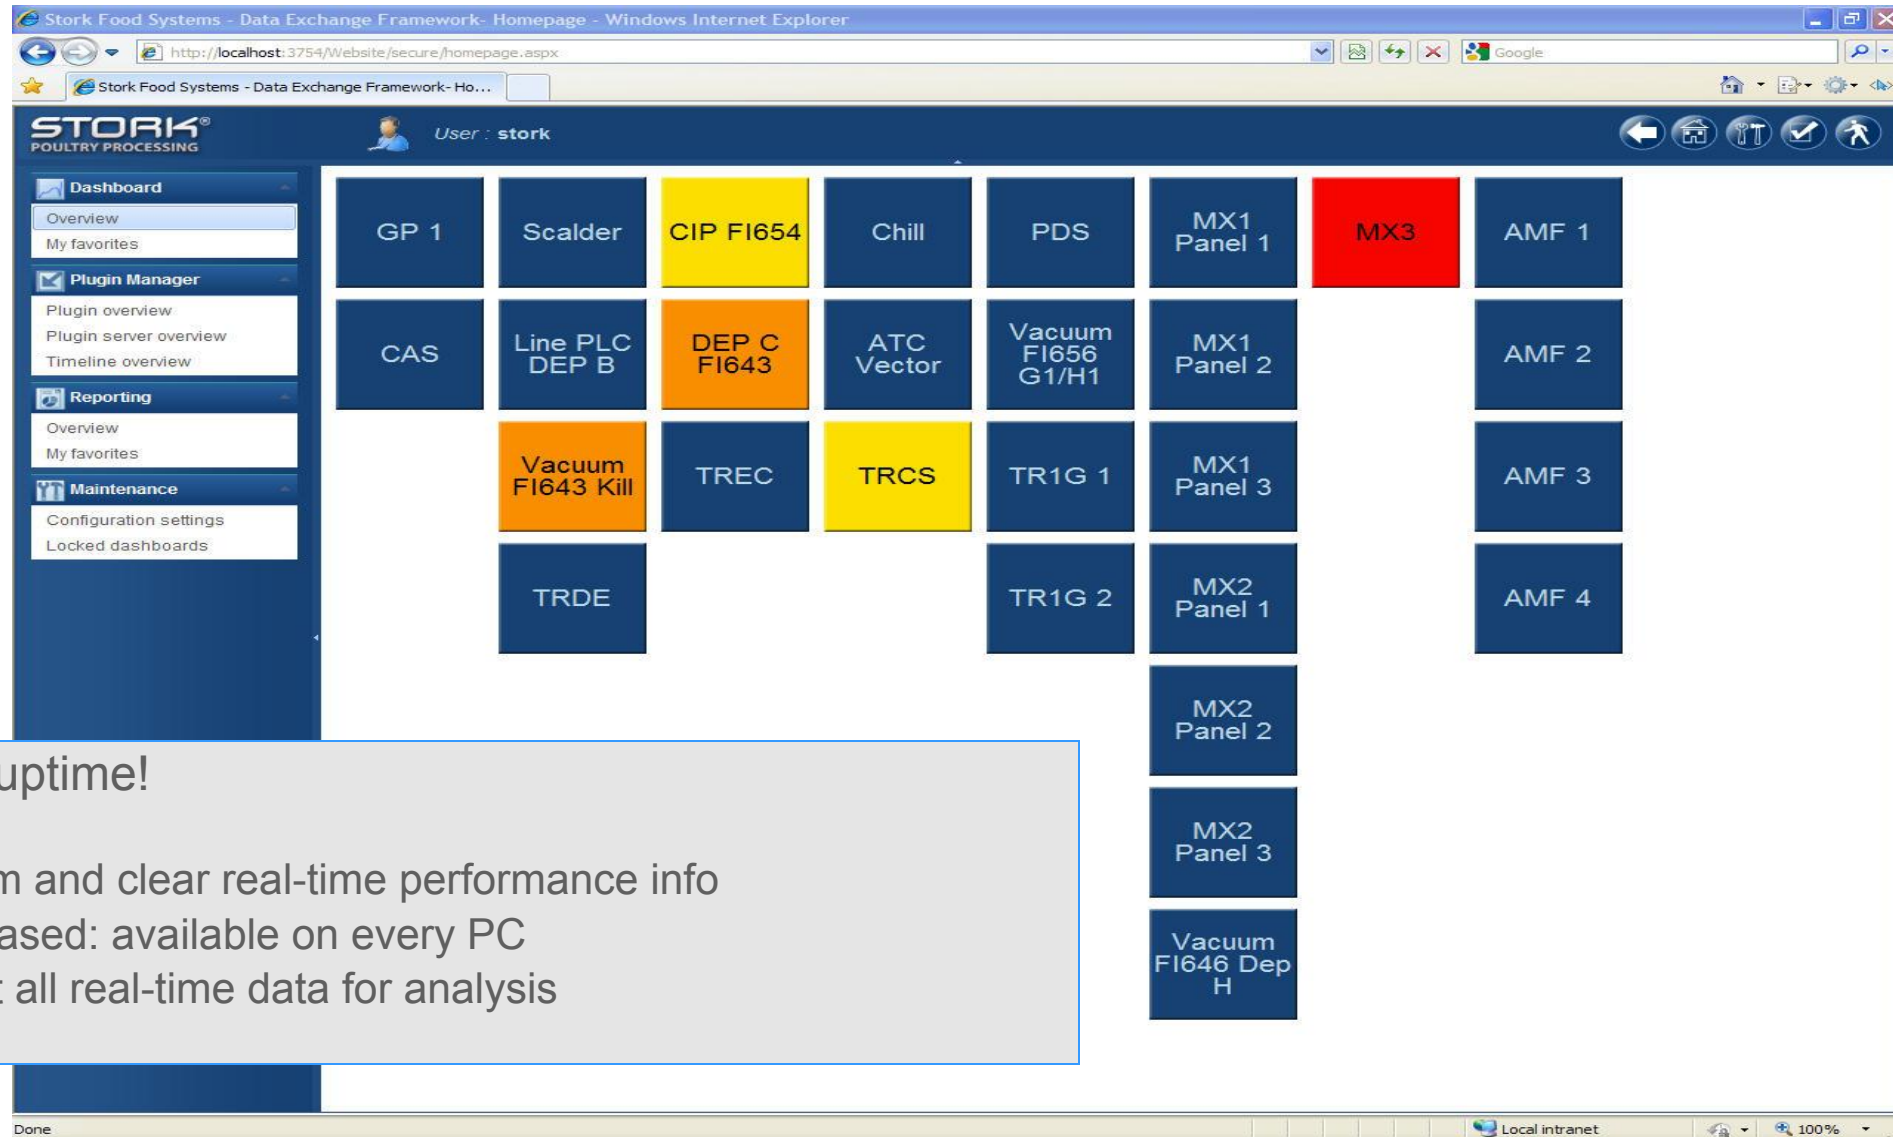 Stork Food Systems - Data Exchange Framework- Homepage - Windows Internet Explorer
http://localhost:3754/Website/secure/homepage.aspx
Google
Stork Food Systems - Data Exchange Framework- Ho...
STORK®
POULTRY PROCESSING
User : stork
Dashboard
Overview
My favorites
Plugin Manager
Plugin overview
Plugin server overview
Timeline overview
Reporting
Overview
My favorites
Maintenance
Configuration settings
Locked dashboards
GP 1
Scalder
CIP FI654
Chill
PDS
MX1
Panel 1
MX3
AMF 1
CAS
Line PLC
DEP B
DEP C
FI643
ATC
Vector
Vacuum
FI656
G1/H1
MX1
Panel 2
AMF 2
Vacuum
FI643 Kill
TREC
TRCS
TR1G 1
MX1
Panel 3
AMF 3
TRDE
TR1G 2
MX2
Panel 1
AMF 4
MX2
Panel 2
MX2
Panel 3
Vacuum
FI646 Dep
H
uptime!
and clear real-time performance info
ased: available on every PC
all real-time data for analysis
Done
Local intranet
100%